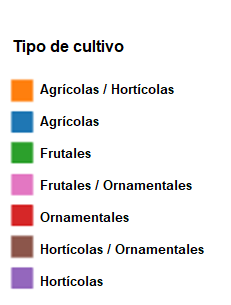 Tipo de cultivo
Agrícolas / Hortícolas
Agrícolas
Frutales
Frutales / Ornamentales
Ornamentales
Hortícolas / Ornamentales
Hortícolas